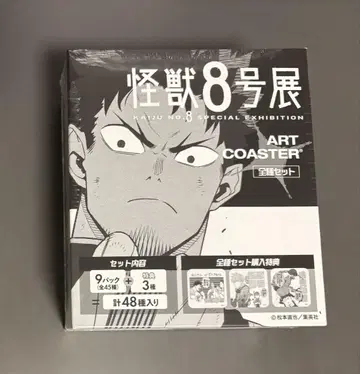 怪獣8号展
KAIJU NO.8 SPECIAL EXHIBITION
ART
COASTER
全種セット
セット内容
9パック
(全45種)
+
特典
3種
= 計48種入り
全種セット購入特典
©松本直也/集英社